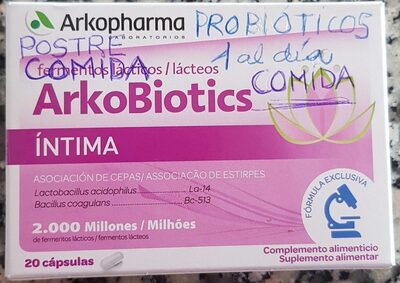 Arkopharma
LABORATORIOS
PROBIOTICOS
POSTRE
1 al día
COMIDA
COMIDA
fermentos lácticos / lácteos
ArkoBiotics
ÍNTIMA
ASOCIACIÓN DE CEPAS/ ASSOCIAÇÃO DE ESTIRPES
Lactobacillus acidophilus La-14
Bacillus coagulans Bc-513
2.000 Millones / Milhões
de fermentos lácticos / fermentos lácteos
20 cápsulas
FÓRMULA EXCLUSIVA
Complemento alimenticio
Suplemento alimentar